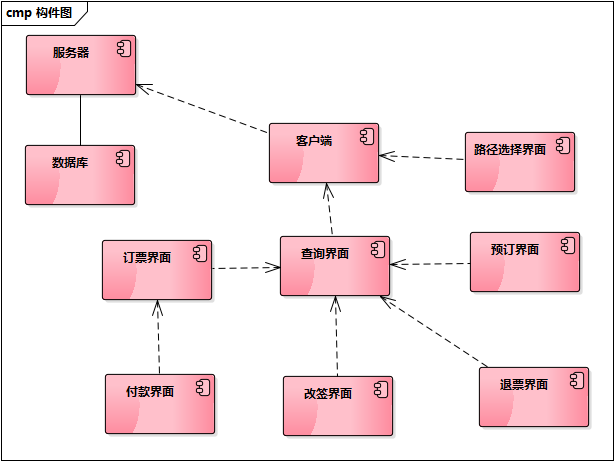 cmp 构件图
服务器
客户端
数据库
路径选择界面
订票界面
查询界面
预订界面
付款界面
改签界面
退票界面